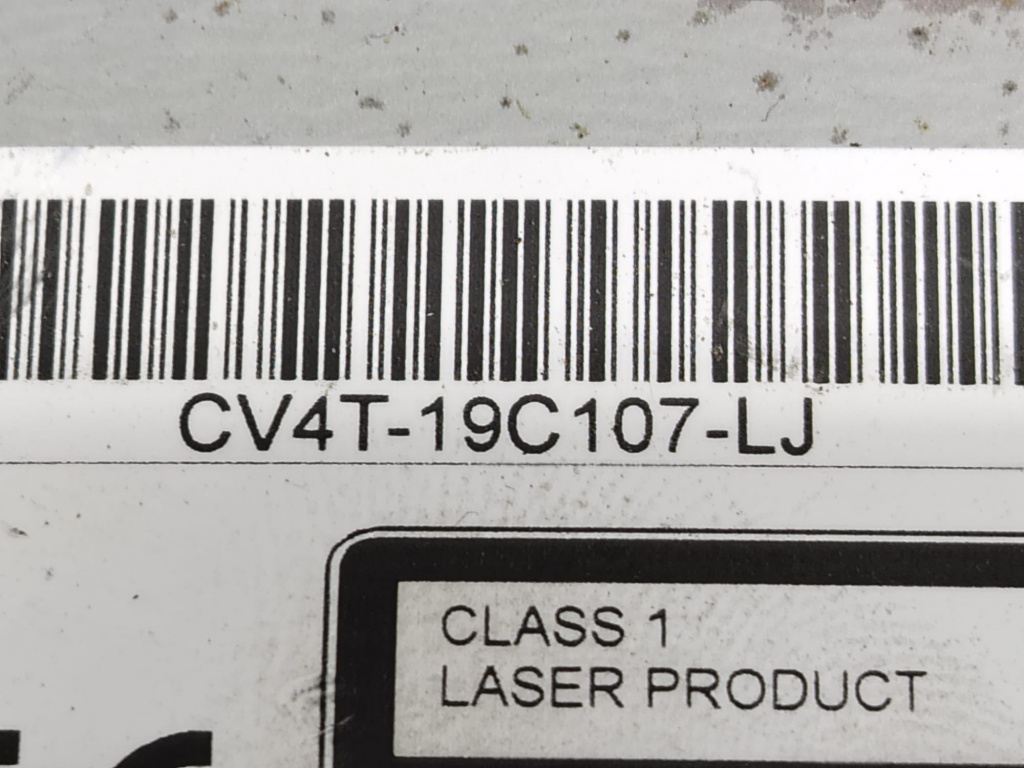 CV4T-19C107-LJ
CLASS 1
LASER PRODUCT